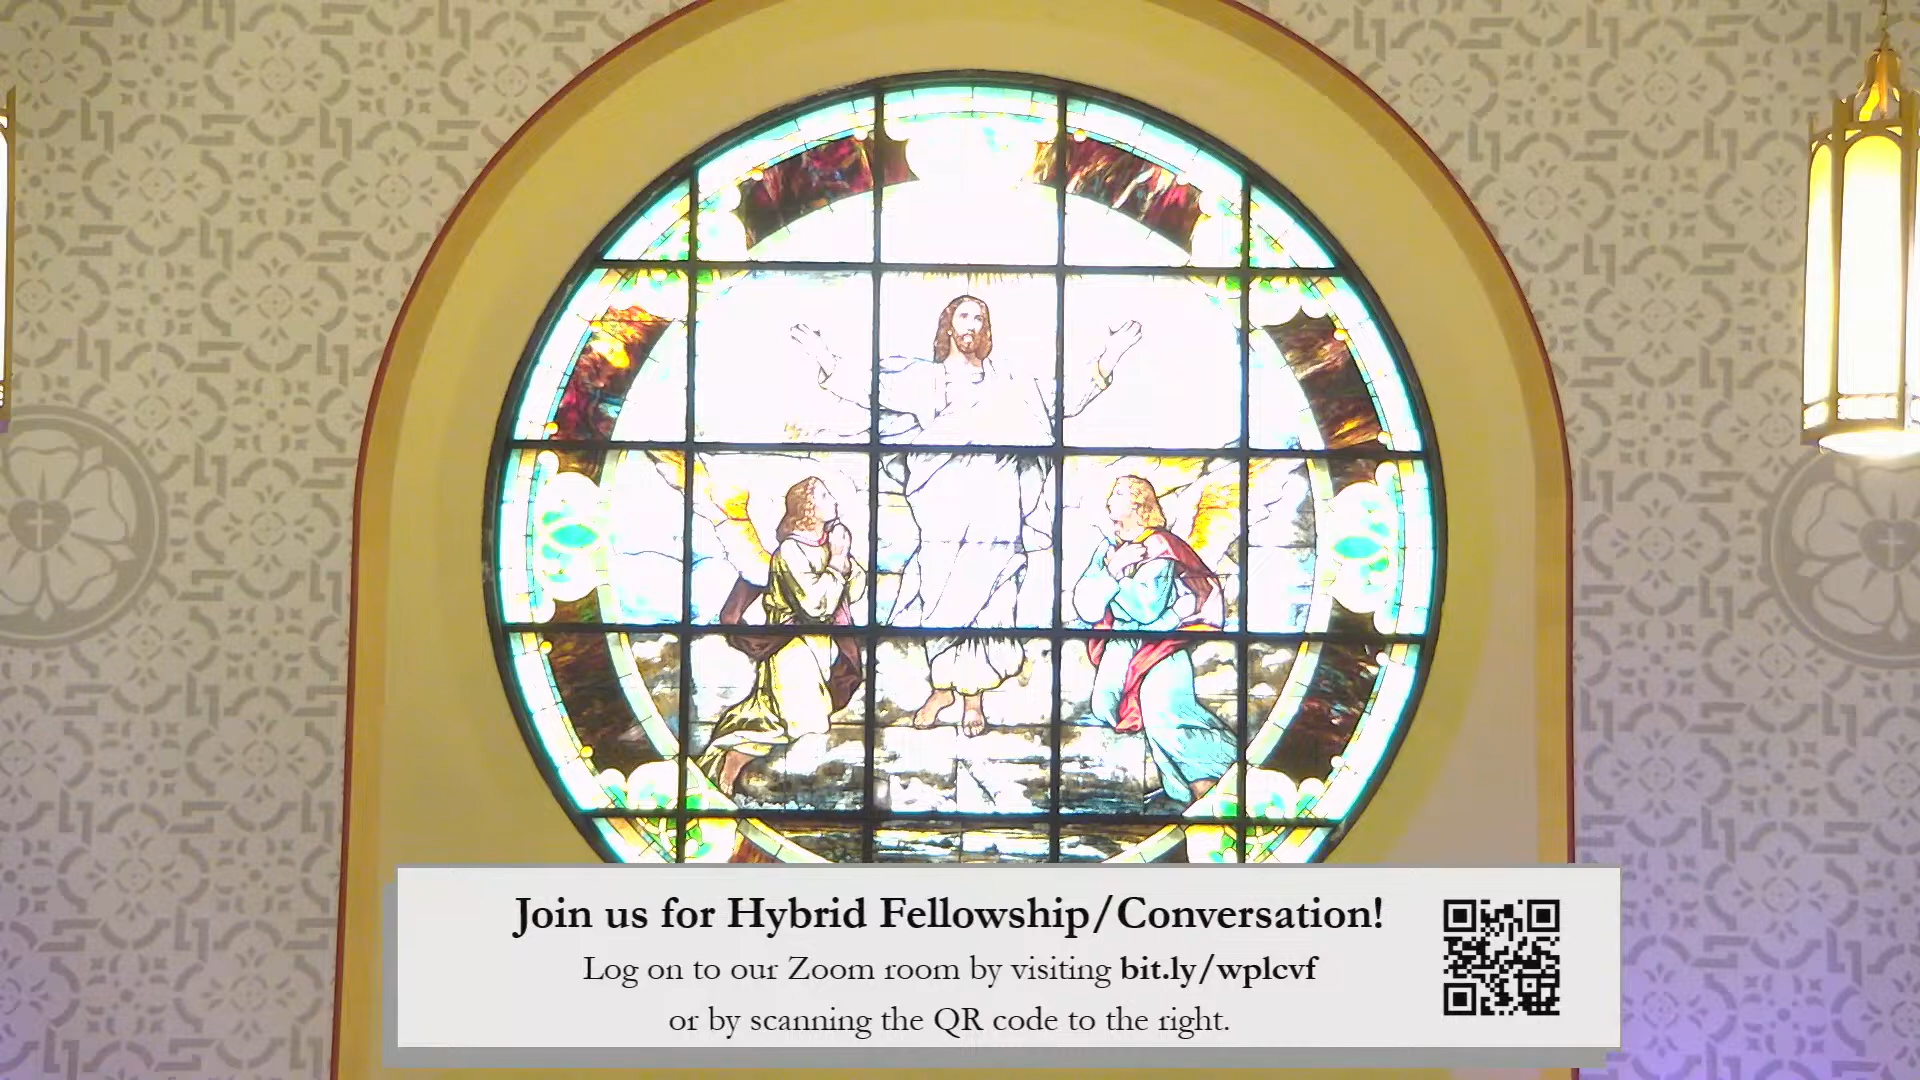 Join us for Hybrid Fellowship/Conversation!
Log on to our Zoom room by visiting bit.ly/wplcvf
or by scanning the QR code to the right.